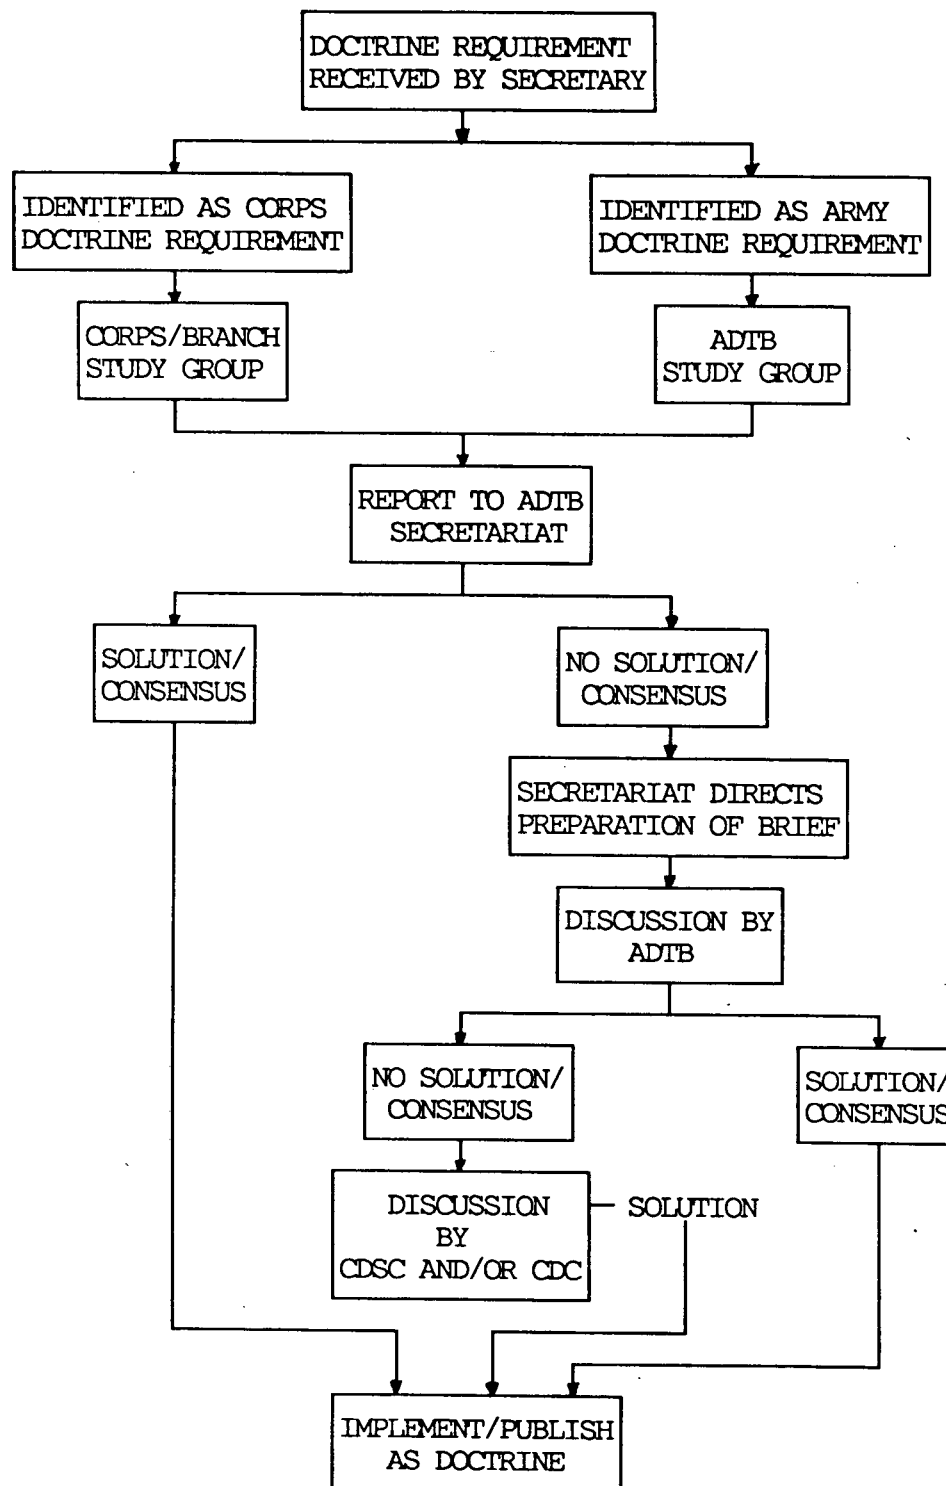 DOCTRINE REQUIREMENT
RECEIVED BY SECRETARY
IDENTIFIED AS CORPS
DOCTRINE REQUIREMENT
IDENTIFIED AS ARMY
DOCTRINE REQUIREMENT
CORPS/BRANCH
STUDY GROUP
ADTB
STUDY GROUP
REPORT TO ADTB
SECRETARIAT
SOLUTION/
CONSENSUS
NO SOLUTION/
CONSENSUS
SECRETARIAT DIRECTS
PREPARATION OF BRIEF
DISCUSSION BY
ADTB
NO SOLUTION/
CONSENSUS
SOLUTION/
CONSENSUS
DISCUSSION
BY
CDSC AND/OR CDC
SOLUTION
IMPLEMENT/PUBLISH
AS DOCTRINE